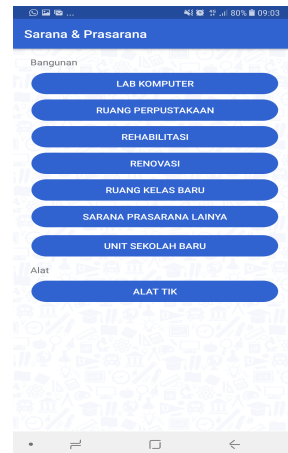 ... 80% 09:03
Sarana & Prasarana
Bangunan
LAB KOMPUTER
RUANG PERPUSTAKAAN
REHABILITASI
RENOVASI
RUANG KELAS BARU
SARANA PRASARANA LAINYA
UNIT SEKOLAH BARU
Alat
ALAT TIK